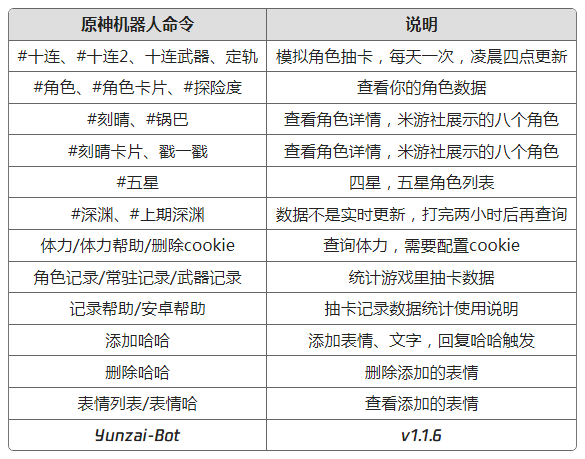 原神机器人命令 说明
#十连、#十连2、十连武器、定轨 模拟角色抽卡，每天一次，凌晨四点更新
#角色、#角色卡片、#探险度 查看你的角色数据
#刻晴、#锅巴 查看角色详情，米游社展示的八个角色
#刻晴卡片、戳一戳 查看角色详情，米游社展示的八个角色
#五星 四星，五星角色列表
#深渊、#上期深渊 数据不是实时更新，打完两小时后再查询
体力/体力帮助/删除cookie 查询体力，需要配置cookie
角色记录/常驻记录/武器记录 统计游戏里抽卡数据
记录帮助/安卓帮助 抽卡记录数据统计使用说明
添加哈哈 添加表情、文字，回复哈哈触发
删除哈哈 删除添加的表情
表情列表/表情哈 查看添加的表情
Yunzai-Bot v1.1.6